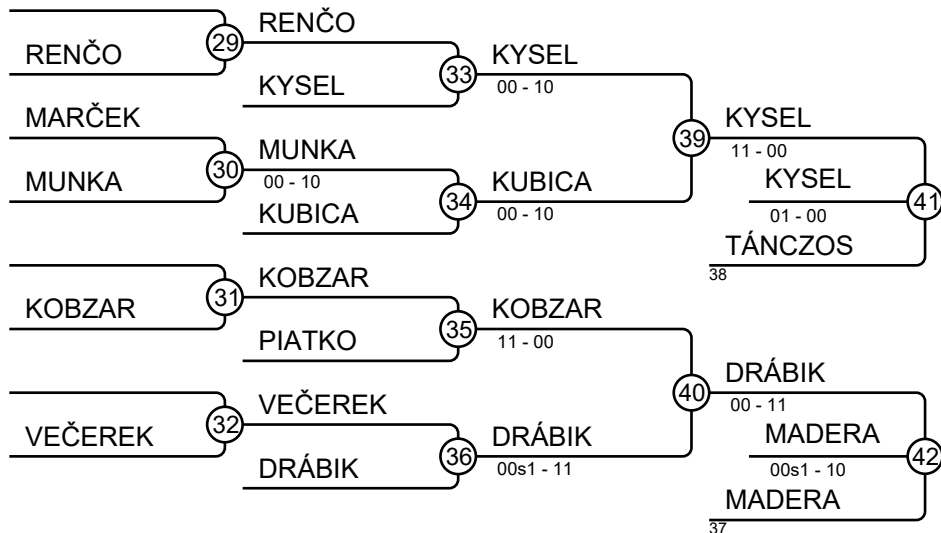 RENČO
29
RENČO
KYSEL
33
KYSEL
00 - 10
MARČEK
MUNKA
30
MUNKA
00 - 10
KUBICA
34
KUBICA
00 - 10
39
KYSEL
11 - 00
KYSEL
01 - 00
TÁNCZOS
38
41
KOBZAR
31
KOBZAR
PIATKO
35
KOBZAR
11 - 00
VEČEREK
32
VEČEREK
DRÁBIK
36
DRÁBIK
00s1 - 11
40
DRÁBIK
00 - 11
MADERA
00s1 - 10
MADERA
37
42